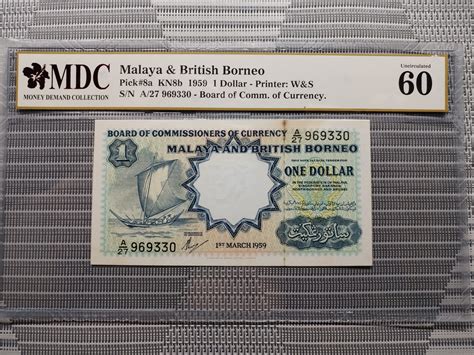 MDC
MONEY DEMAND COLLECTION
Malaya & British Borneo
Pick#8a KN8b 1959 1 Dollar - Printer: W&S
S/N A/27 969330 - Board of Comm. of Currency.
Uncirculated
60
BOARD OF COMMISSIONERS OF CURRENCY
A/27 969330
MALAYA AND BRITISH BORNEO
1
ONE DOLLAR
A/27 969330
1ST MARCH 1959